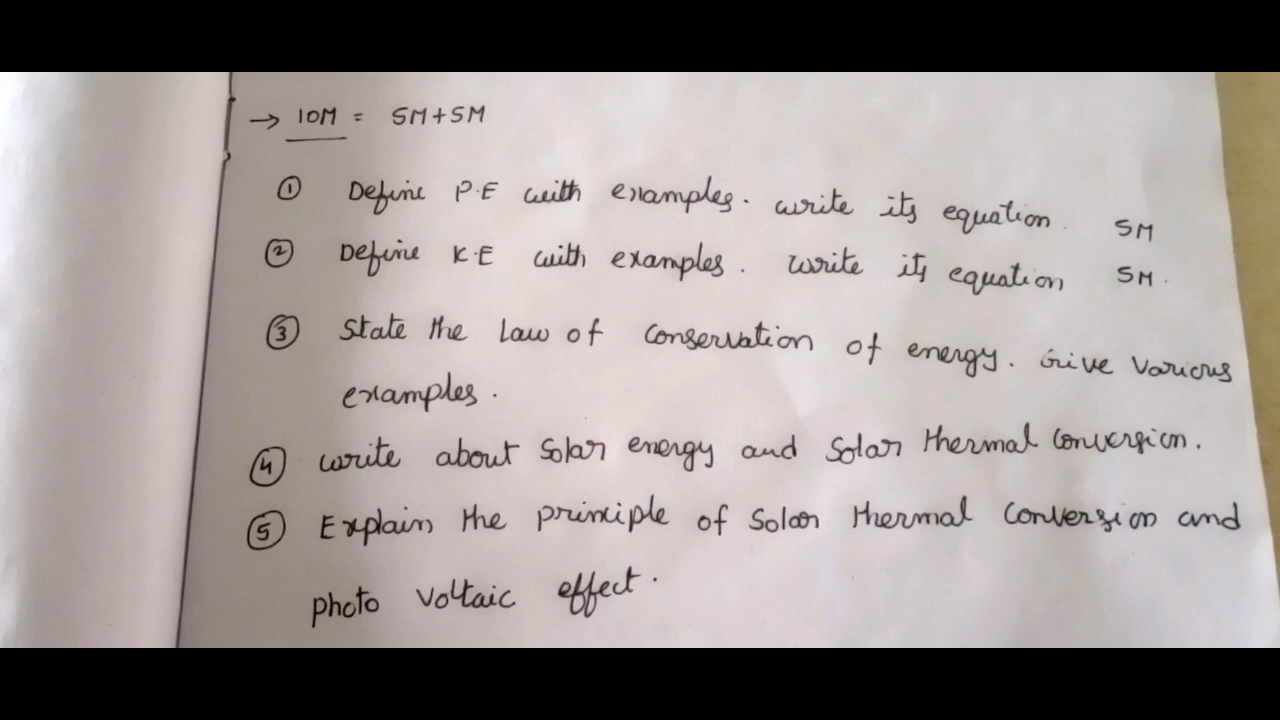 → 10M = 5M+5M
① Define P.E with examples. write its equation. 5M
② Define K.E with examples. write its equation 5M.
③ State the law of conservation of energy. Give various
examples.
④ write about Solar energy and Solar thermal conversion.
⑤ Explain the principle of Solar thermal conversion and
photo voltaic effect.